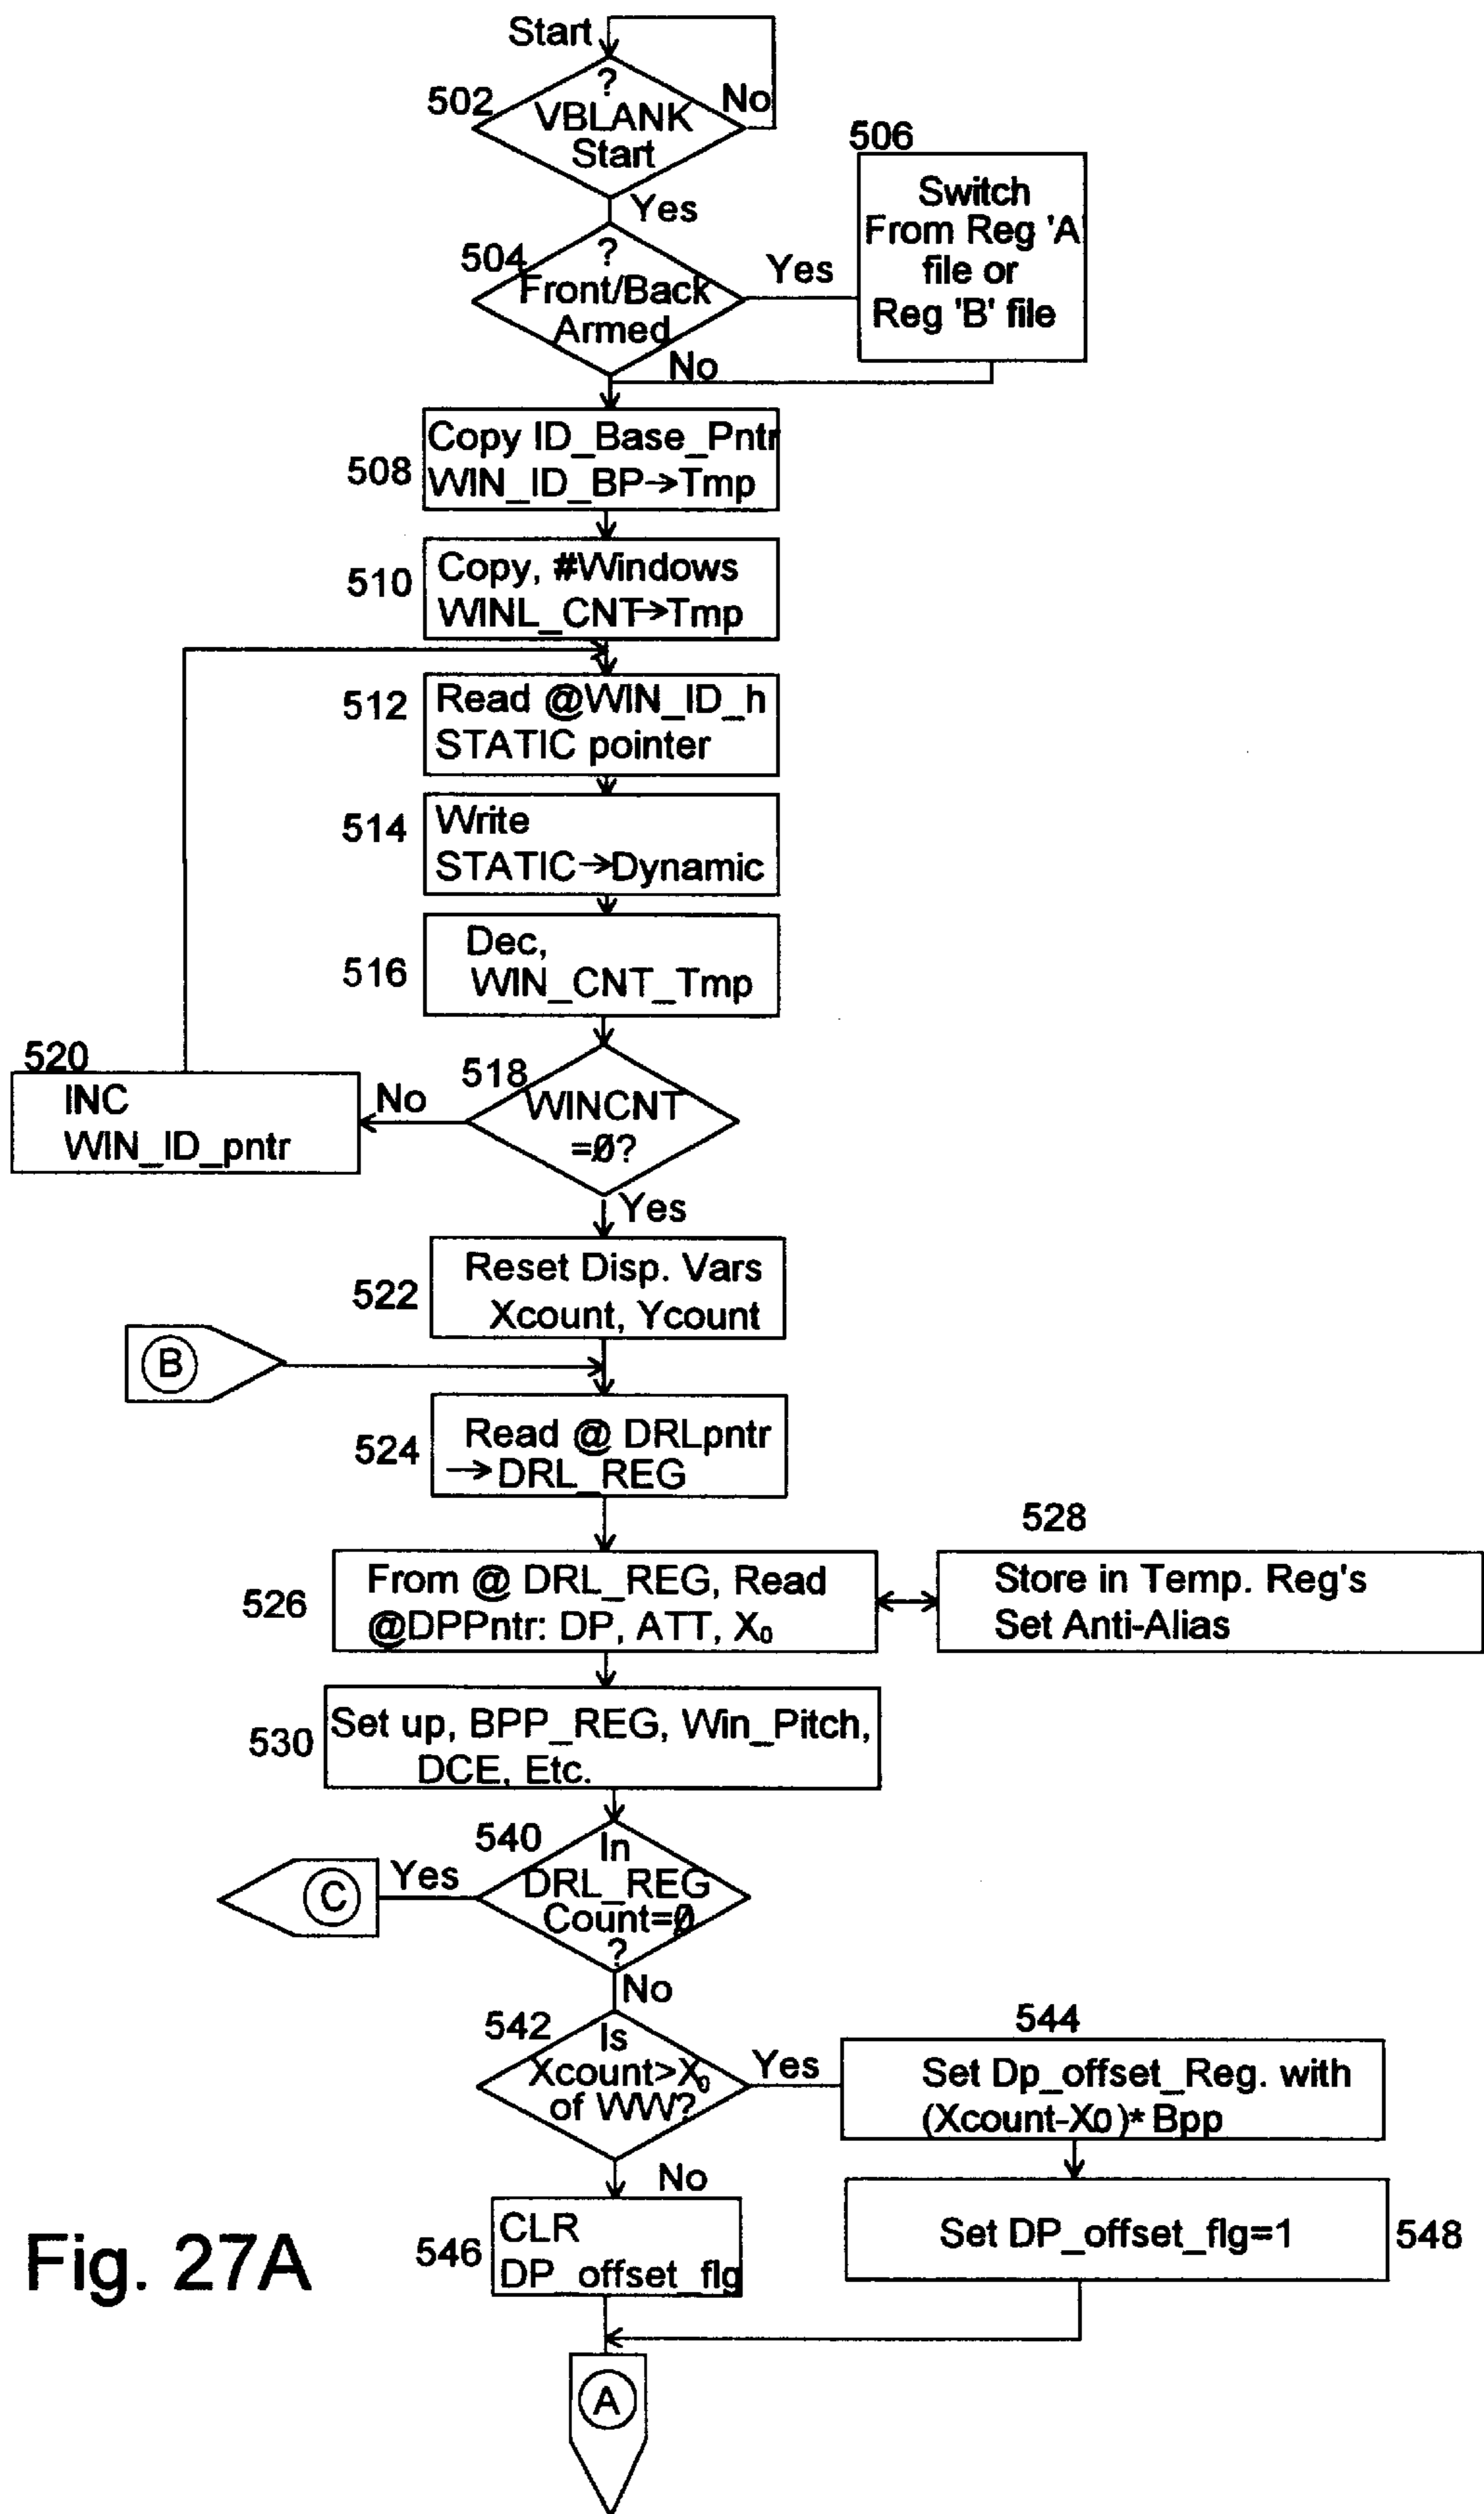 Start
?
502
VBLANK
No
Start
Yes
506
Switch
From Reg 'A
file or
Reg 'B' file
504
?
Front/Back
Armed
Yes
No
508
Copy ID_Base_Pntr
WIN_ID_BP→Tmp
510
Copy, #Windows
WINL_CNT→Tmp
512
Read @WIN_ID_h
STATIC pointer
514
Write
STATIC→Dynamic
516
Dec,
WIN_CNT_Tmp
520
INC
WIN_ID_pntr
No
518
WINCNT
=Ø?
Yes
522
Reset Disp. Vars
Xcount, Ycount
B
524
Read @ DRLpntr
→DRL_REG
526
From @ DRL_REG, Read
@DPPntr: DP, ATT, X₀
528
Store in Temp. Reg's
Set Anti-Alias
530
Set up, BPP_REG, Win_Pitch,
DCE, Etc.
540
In
DRL_REG
Count=Ø
?
Yes
C
No
542
Is
Xcount>X₀
of WW?
Yes
544
Set Dp_offset_Reg. with
(Xcount-X0)* Bpp
No
546
CLR
DP_offset_flg
Set DP_offset_flg=1
548
Fig. 27A
A